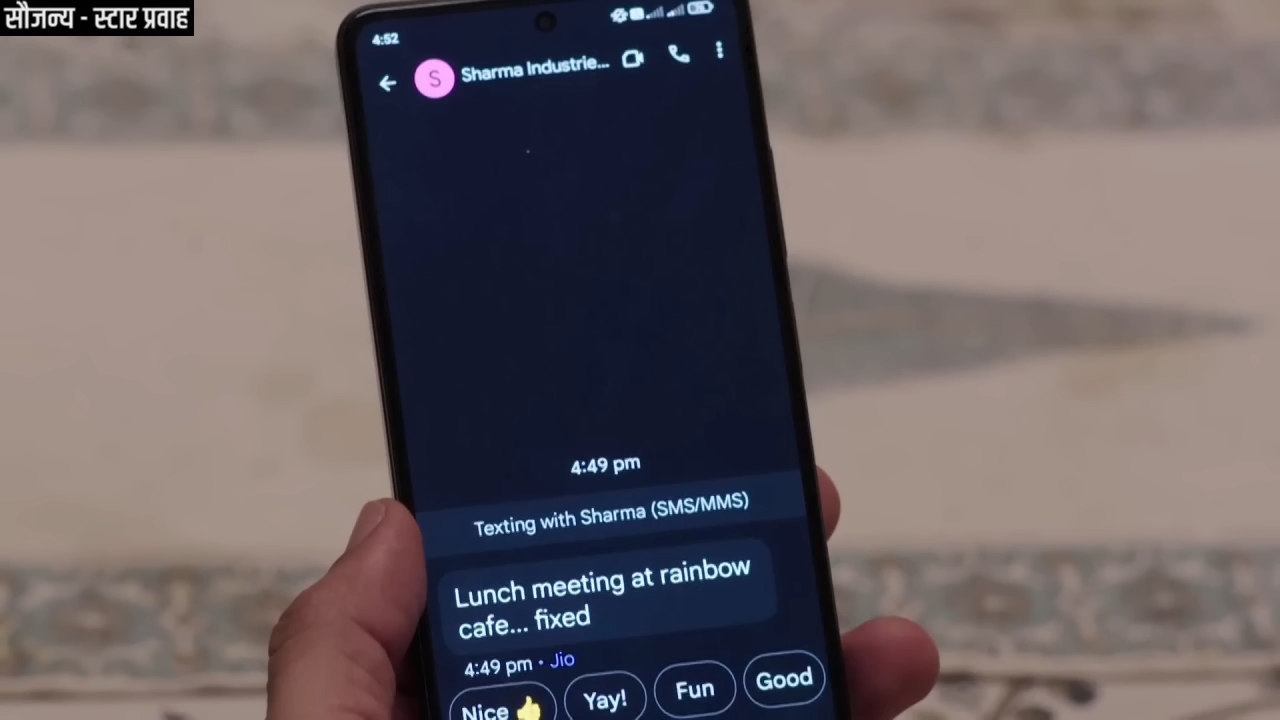 सौजन्य - स्टार प्रवाह
4:52
S Sharma Industrie...
4:49 pm
Texting with Sharma (SMS/MMS)
Lunch meeting at rainbow
cafe... fixed
4:49 pm • Jio
Nice 👍 Yay! Fun Good